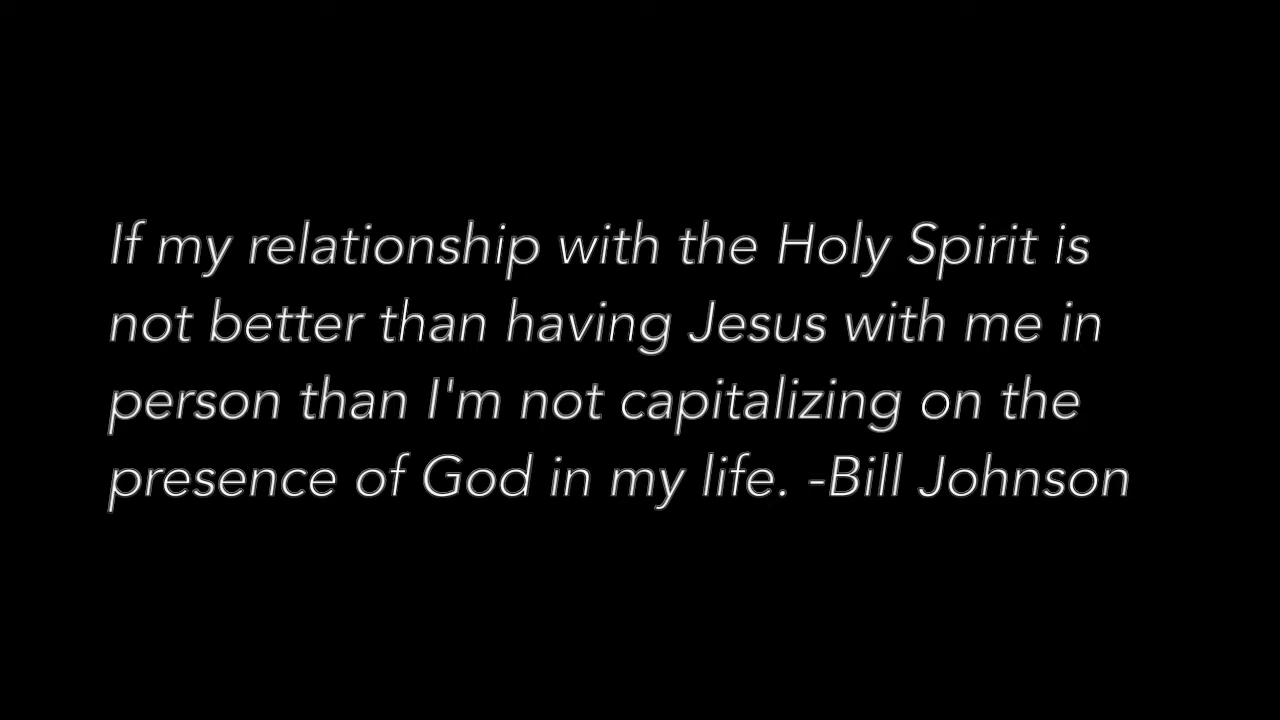 If my relationship with the Holy Spirit is
not better than having Jesus with me in
person than I'm not capitalizing on the
presence of God in my life. -Bill Johnson